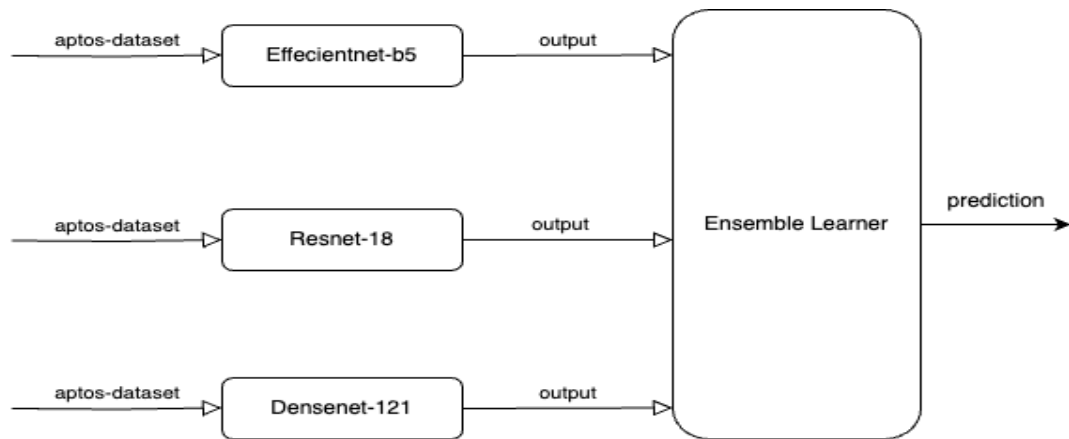 aptos-dataset
Effecientnet-b5
output
aptos-dataset
Resnet-18
output
Ensemble Learner
prediction
aptos-dataset
Densenet-121
output